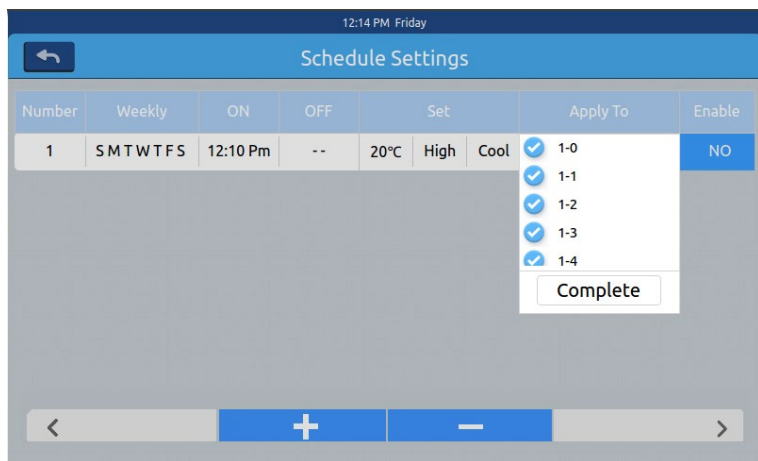 12:14 PM Friday
Schedule Settings
Number Weekly ON OFF Set Apply To Enable
1 SMTWTFS 12:10 Pm -- 20℃ High Cool 1-0 NO
1-1
1-2
1-3
1-4
Complete